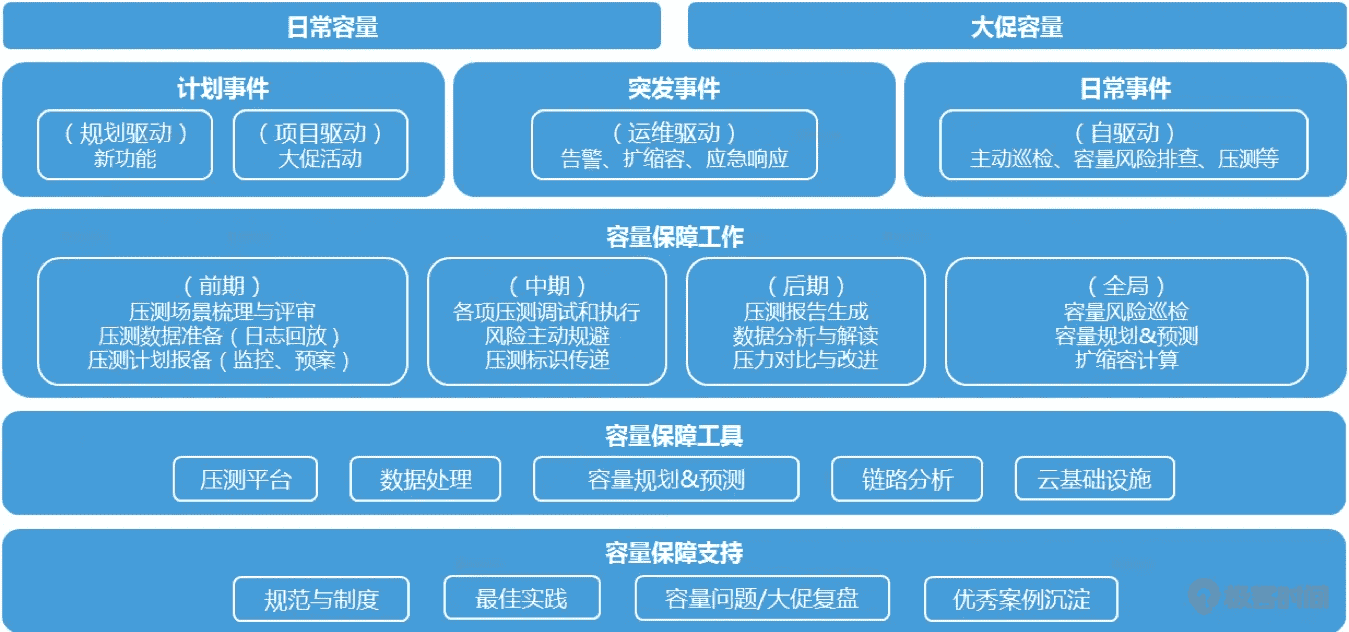 日常容量
大促容量
计划事件
（规划驱动）
新功能
（项目驱动）
大促活动
突发事件
（运维驱动）
告警、扩缩容、应急响应
日常事件
（自驱动）
主动巡检、容量风险排查、压测等
容量保障工作
（前期）
压测场景梳理与评审
压测数据准备（日志回放）
压测计划报备（监控、预案）
（中期）
各项压测调试和执行
风险主动规避
压测标识传递
（后期）
压测报告生成
数据分析与解读
压力对比与改进
（全局）
容量风险巡检
容量规划&预测
扩缩容计算
容量保障工具
压测平台
数据处理
容量规划&预测
链路分析
云基础设施
容量保障支持
规范与制度
最佳实践
容量问题/大促复盘
优秀案例沉淀
极客时间